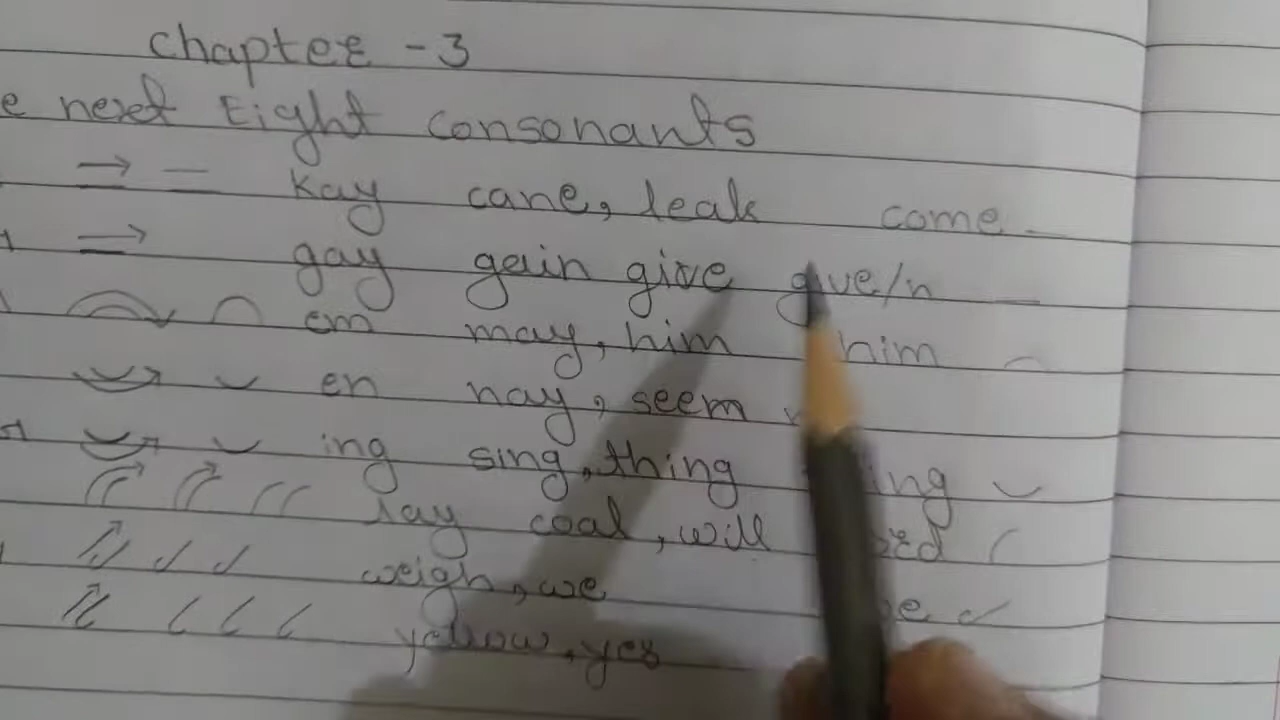 Chapter - 3
e next Eight Consonants
Kay cane, leak come
gay gain give give/n
em may, him him
en nay, seem
ing sing, thing
lay coal, will
weigh, we
yellow, yes